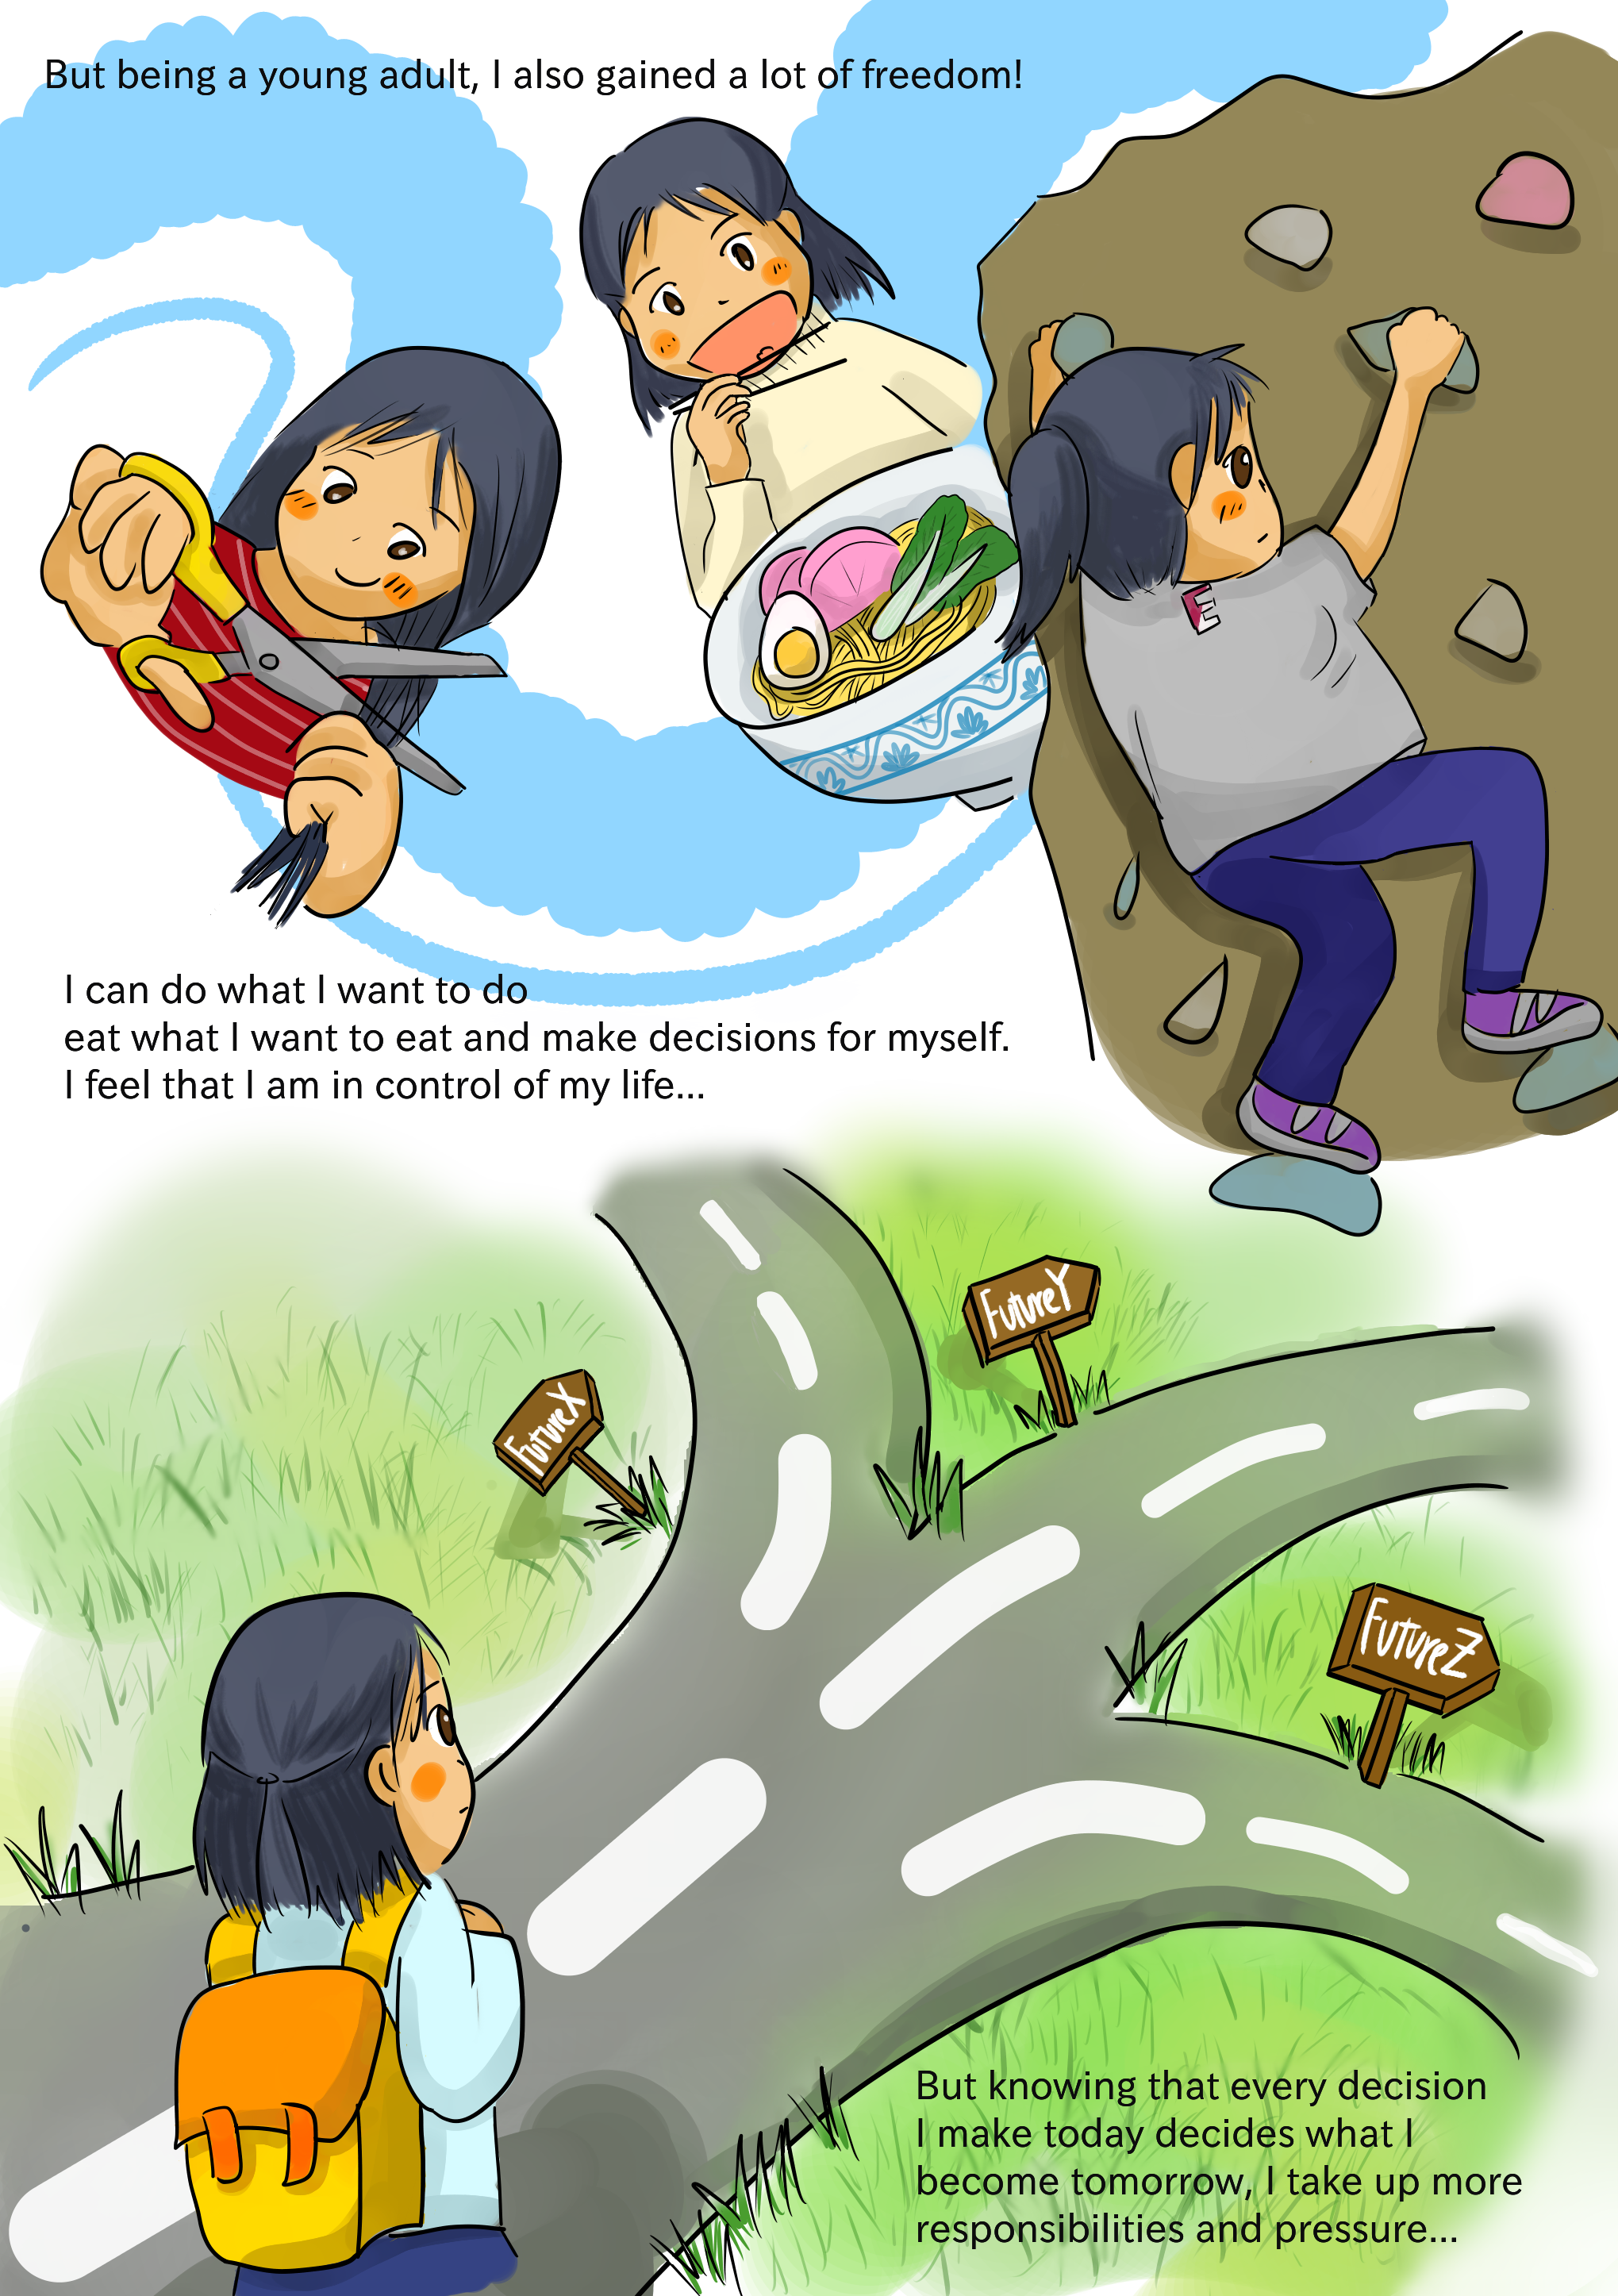 But being a young adult, I also gained a lot of freedom!
E
I can do what I want to do
eat what I want to eat and make decisions for myself.
I feel that I am in control of my life...
FutureY
FutureX
FutureZ
But knowing that every decision
I make today decides what I
become tomorrow, I take up more
responsibilities and pressure...